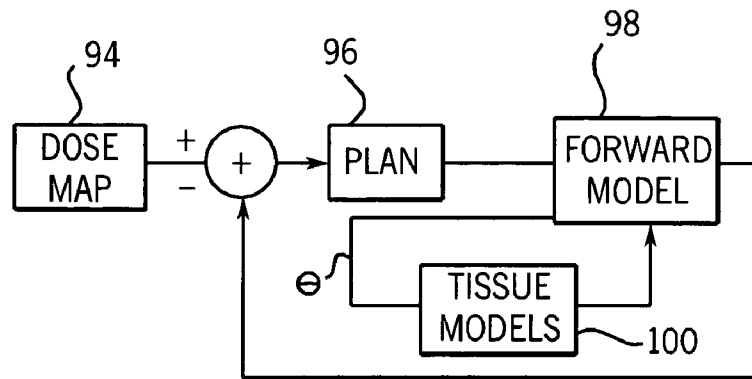 94
96
98
DOSE
MAP
+
−
+
PLAN
FORWARD
MODEL
Θ
TISSUE
MODELS
100